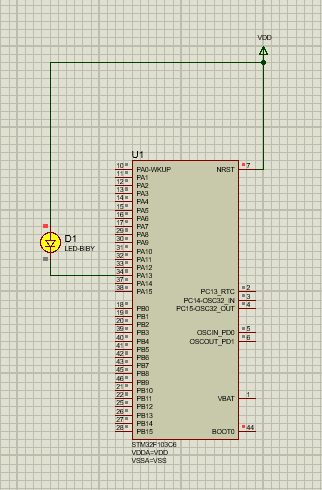 VDD
U1
10 PA0-WKUP NRST 7
11 PA1
12 PA2
13 PA3
14 PA4
15 PA5
16 PA6
17 PA7
29 PA8
30 PA9
31 PA10
32 PA11
33 PA12
34 PA13
37 PA14
38 PA15
D1
LED-BIBY
PC13_RTC 2
PC14-OSC32_IN 3
PC15-OSC32_OUT 4
18 PB0
19 PB1
20 PB2
39 PB3
40 PB4
41 PB5
42 PB6
43 PB7
45 PB8
46 PB9
21 PB10
22 PB11
25 PB12
26 PB13
27 PB14
28 PB15
OSCIN_PD0 5
OSCOUT_PD1 6
VBAT 1
BOOT0 44
STM32F103C6
VDDA=VDD
VSSA=VSS